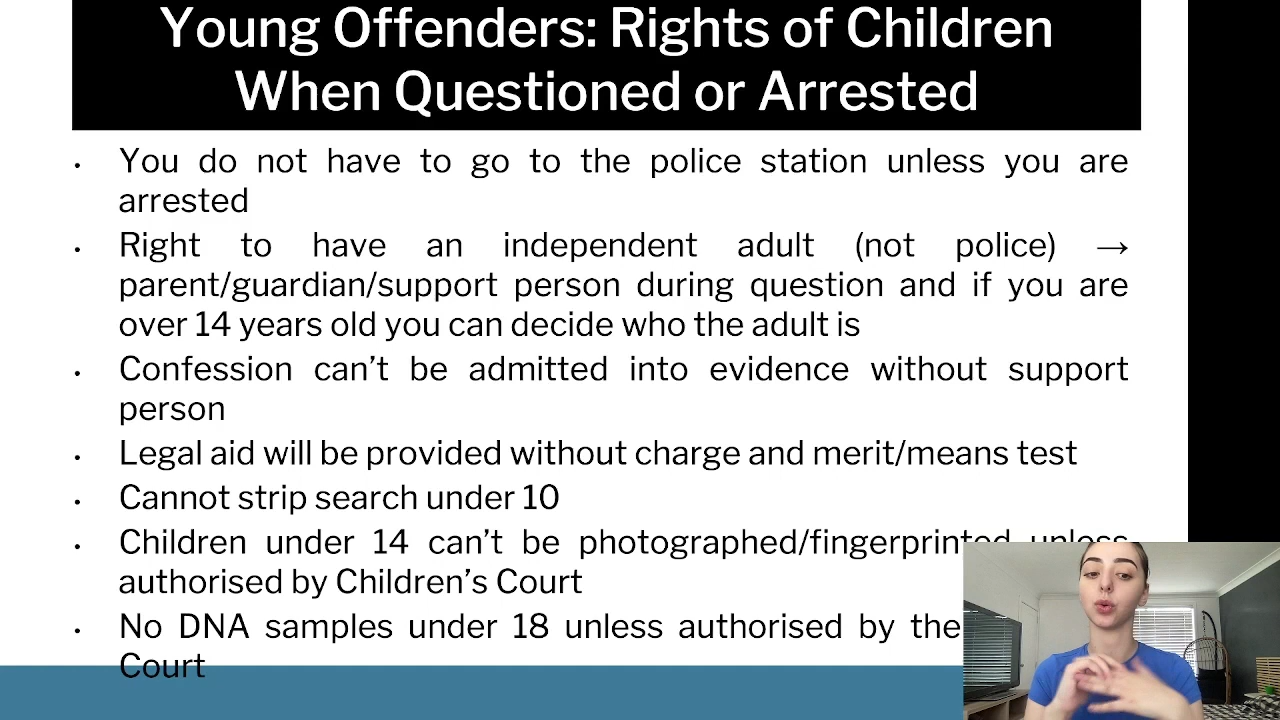 Young Offenders: Rights of Children
When Questioned or Arrested
• You do not have to go to the police station unless you are
arrested
• Right to have an independent adult (not police) →
parent/guardian/support person during question and if you are
over 14 years old you can decide who the adult is
• Confession can't be admitted into evidence without support
person
• Legal aid will be provided without charge and merit/means test
• Cannot strip search under 10
• Children under 14 can't be photographed/fingerprinted unless
authorised by Children's Court
• No DNA samples under 18 unless authorised by the
Court